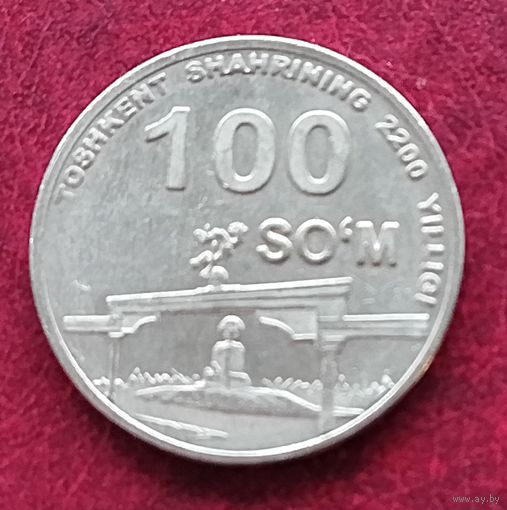 TOSHKENT SHAHRINING 2200 YILLIGI
100
SO‘M
www.ay.by